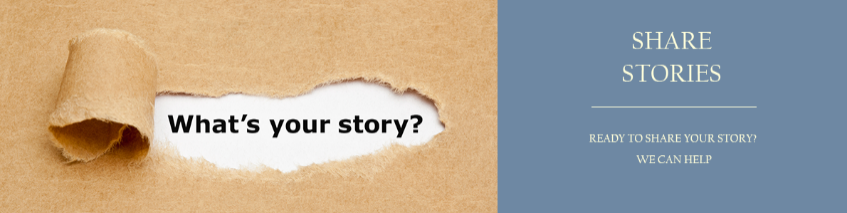 What's your story?
SHARE
STORIES
READY TO SHARE YOUR STORY?
WE CAN HELP